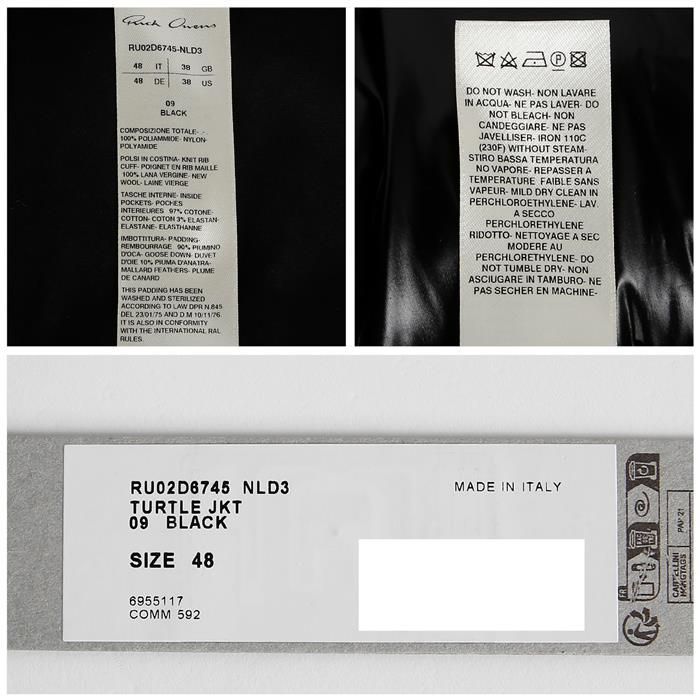 Rick Owens
RU02D6745-NLD3
48 IT 38 GB
48 DE 38 US
09
BLACK
COMPOSIZIONE TOTALE-
100% POLIAMMIDE- NYLON-
POLYAMIDE
POLSI IN COSTINA- KNIT RIB
CUFF- POIGNET EN RIB MAILLE
100% LANA VERGINE- NEW
WOOL- LAINE VIERGE
TASCHE INTERNE- INSIDE
POCKETS- POCHES
INTERIEURES 97% COTONE-
COTTON- COTON 3% ELASTAN-
ELASTANE- ELASTHANNE
IMBOTTITURA- PADDING-
REMBOURRAGE 90% PIUMINO
D'OCA- GOOSE DOWN- DUVET
D'OIE 10% PIUMA D'ANATRA-
MALLARD FEATHERS- PLUME
DE CANARD
THIS PADDING HAS BEEN
WASHED AND STERILIZED
ACCORDING TO LAW DPR N.845
DEL 23/01/75 AND D.M 10/11/76.
IT IS ALSO IN CONFORMITY
WITH THE INTERNATIONAL RAL
RULES.
P
DO NOT WASH- NON LAVARE
IN ACQUA- NE PAS LAVER- DO
NOT BLEACH- NON
CANDEGGIARE- NE PAS
JAVELLISER- IRON 110C
(230F) WITHOUT STEAM-
STIRO BASSA TEMPERATURA
NO VAPORE- REPASSER A
TEMPERATURE FAIBLE SANS
VAPEUR- MILD DRY CLEAN IN
PERCHLOROETHYLENE- LAV.
A SECCO
PERCHLORETHYLENE
RIDOTTO- NETTOYAGE A SEC
MODERE AU
PERCHLOROETHYLENE- DO
NOT TUMBLE DRY- NON
ASCIUGARE IN TAMBURO- NE
PAS SECHER EN MACHINE-
RU02D6745 NLD3
MADE IN ITALY
TURTLE JKT
09 BLACK
SIZE 48
6955117
COMM 592
FR
CARTELLINI
HANGTAGS
PAP 21